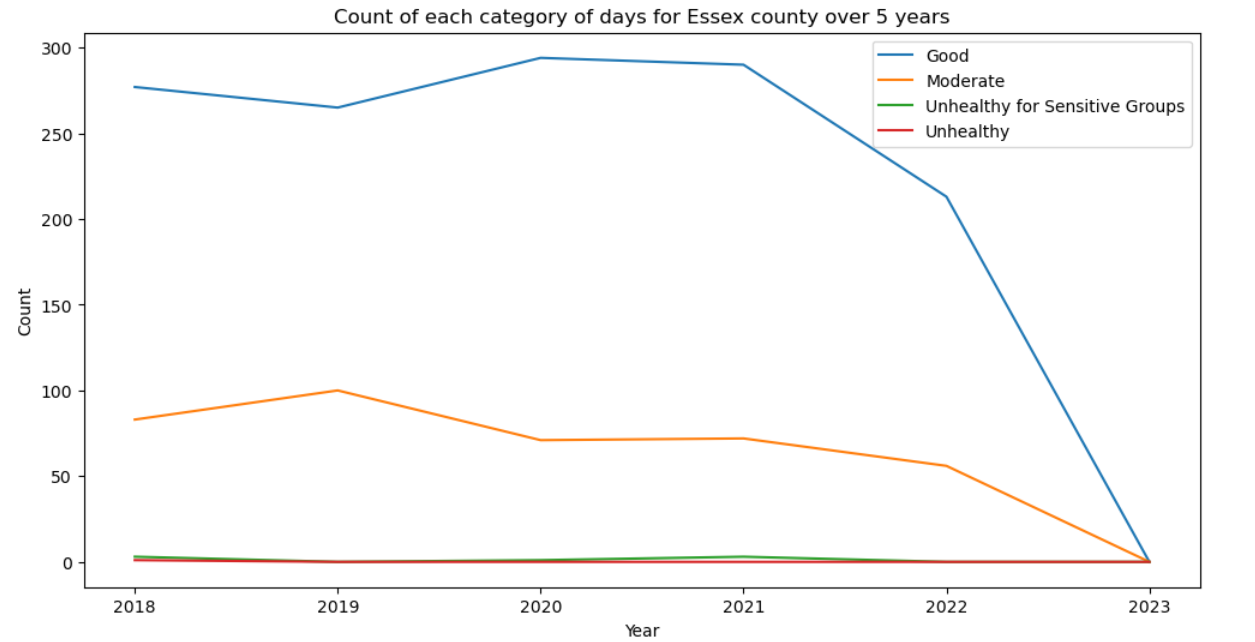 Count of each category of days for Essex county over 5 years
300
250
200
150
100
50
0
Count
Good
Moderate
Unhealthy for Sensitive Groups
Unhealthy
2018 2019 2020 2021 2022 2023
Year